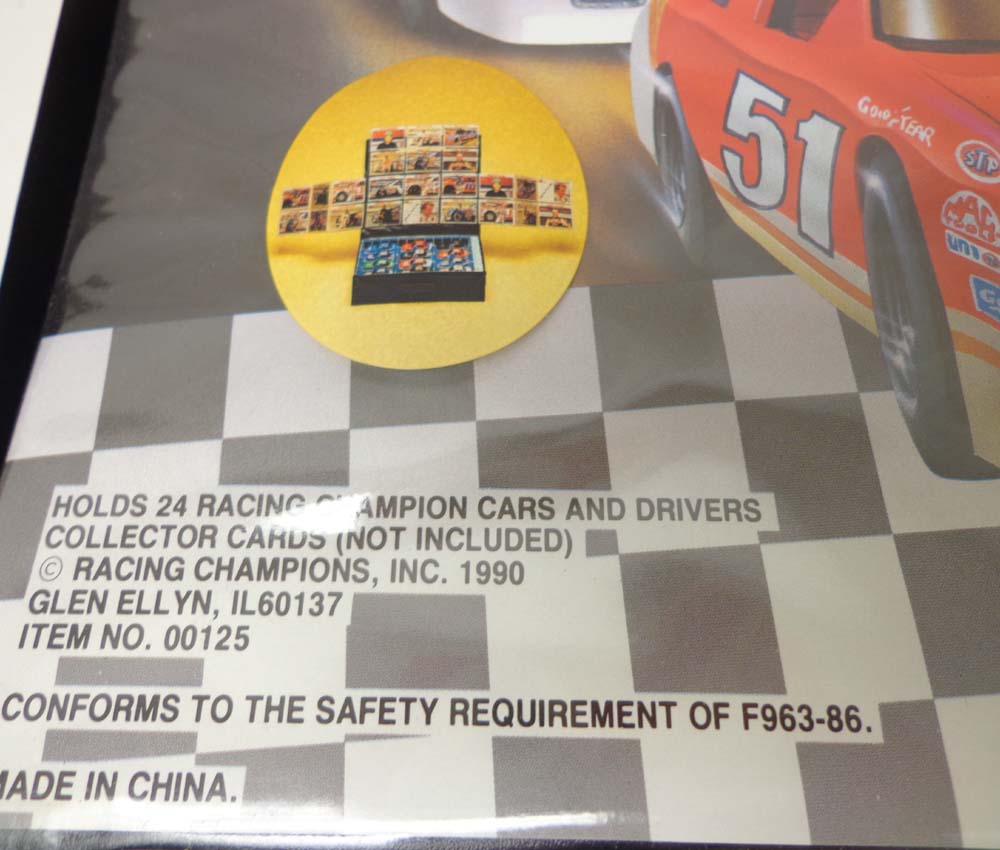 51
GOODYEAR
STP
MAC
HOLDS 24 RACING CHAMPION CARS AND DRIVERS
COLLECTOR CARDS (NOT INCLUDED)
© RACING CHAMPIONS, INC. 1990
GLEN ELLYN, IL60137
ITEM NO. 00125
CONFORMS TO THE SAFETY REQUIREMENT OF F963-86.
MADE IN CHINA.